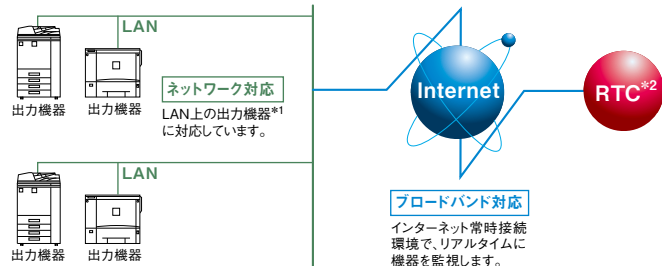 LAN
出力機器
出力機器
ネットワーク対応
LAN上の出力機器*1
に対応しています。
Internet
RTC*2
LAN
出力機器
出力機器
ブロードバンド対応
インターネット常時接続
環境で、リアルタイムに
機器を監視します。